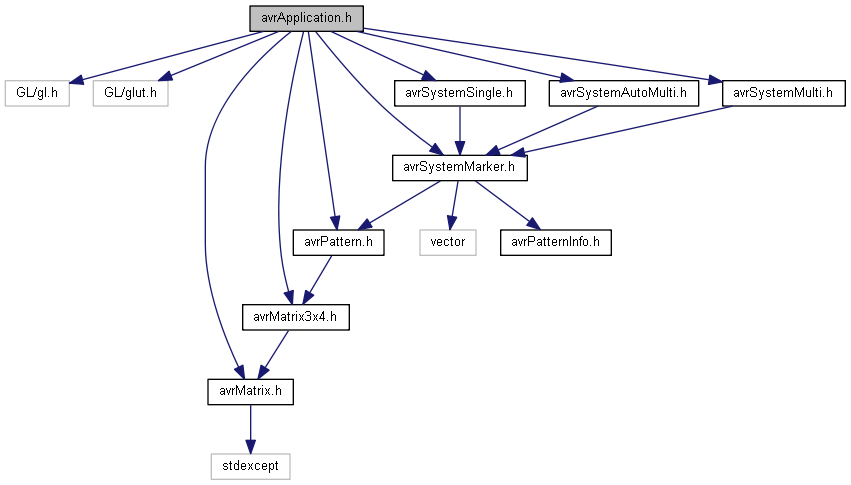 avrApplication.h
GL/gl.h
GL/glut.h
avrSystemSingle.h
avrSystemAutoMulti.h
avrSystemMulti.h
avrSystemMarker.h
avrPattern.h
vector
avrPatternInfo.h
avrMatrix3x4.h
avrMatrix.h
stdexcept